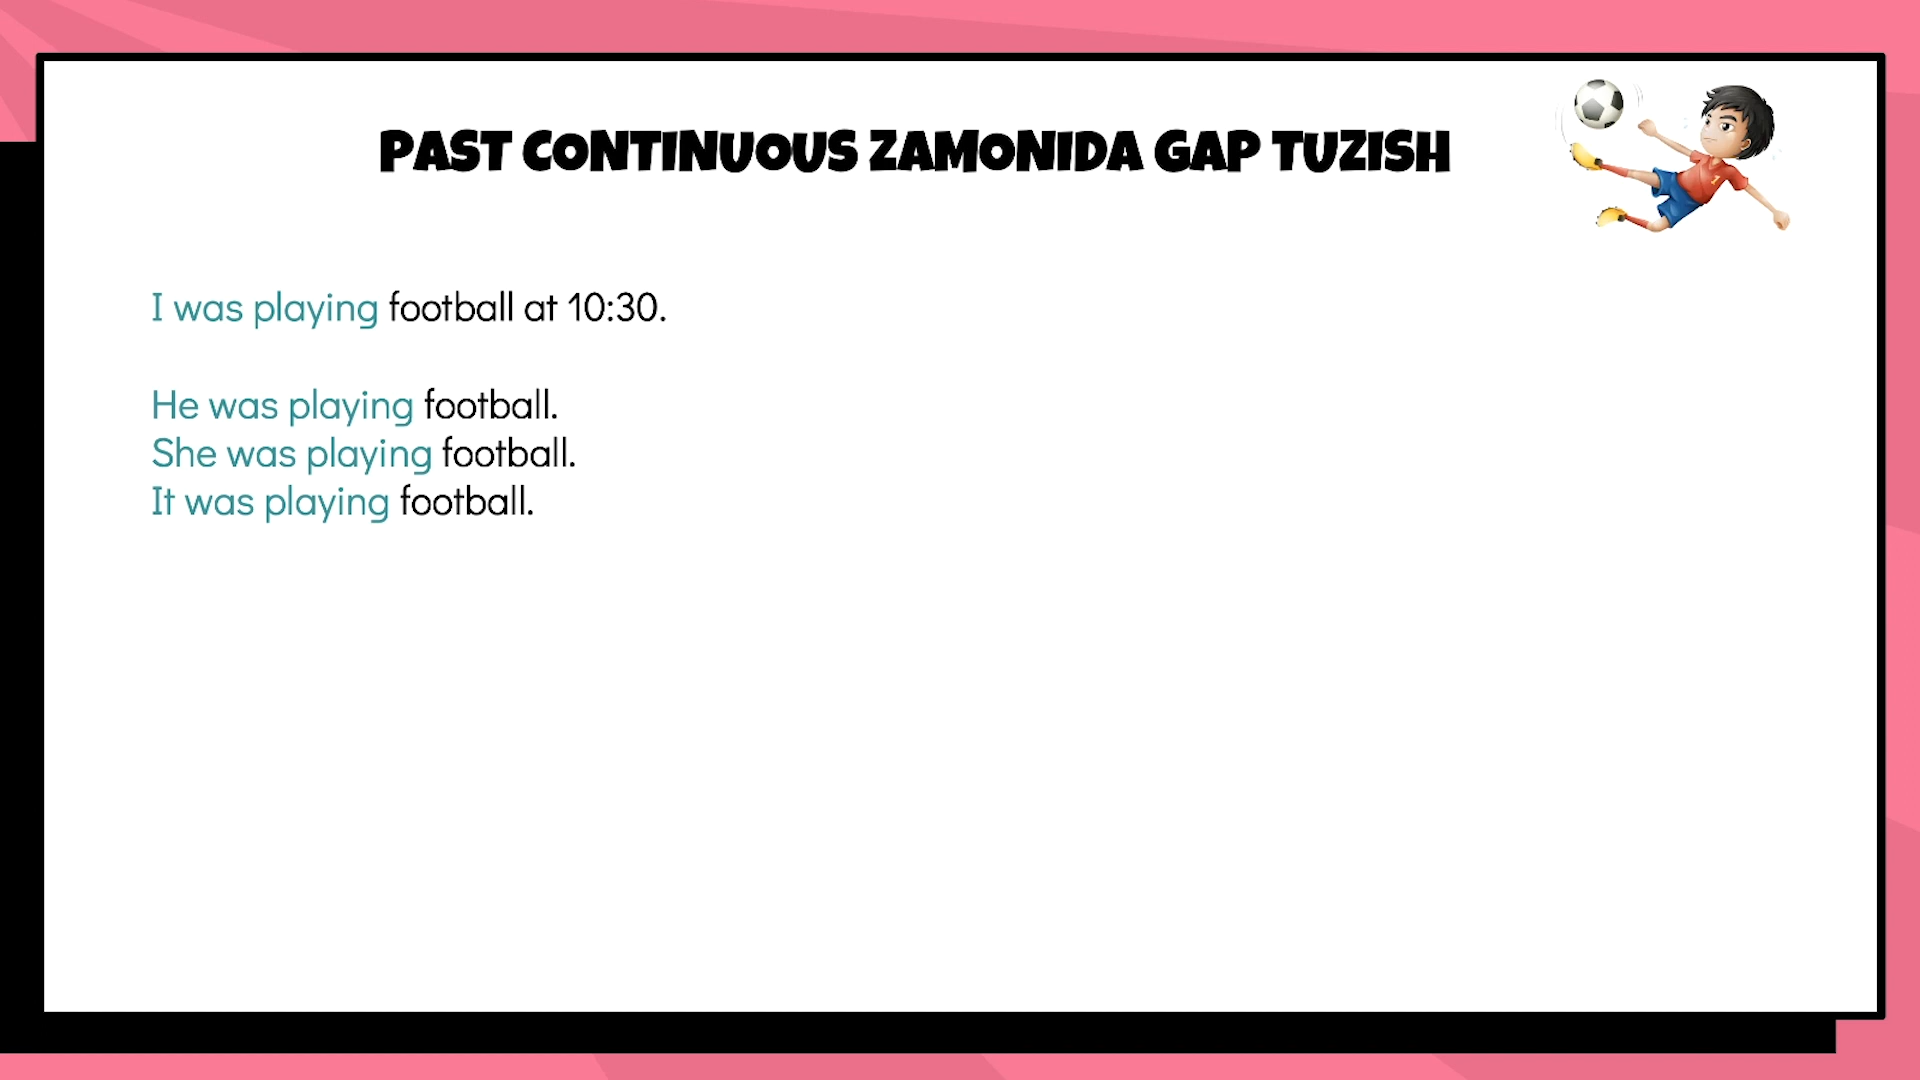 PAST CONTINUOUS ZAMONIDA GAP TUZISH
I was playing football at 10:30.
He was playing football.
She was playing football.
It was playing football.
1